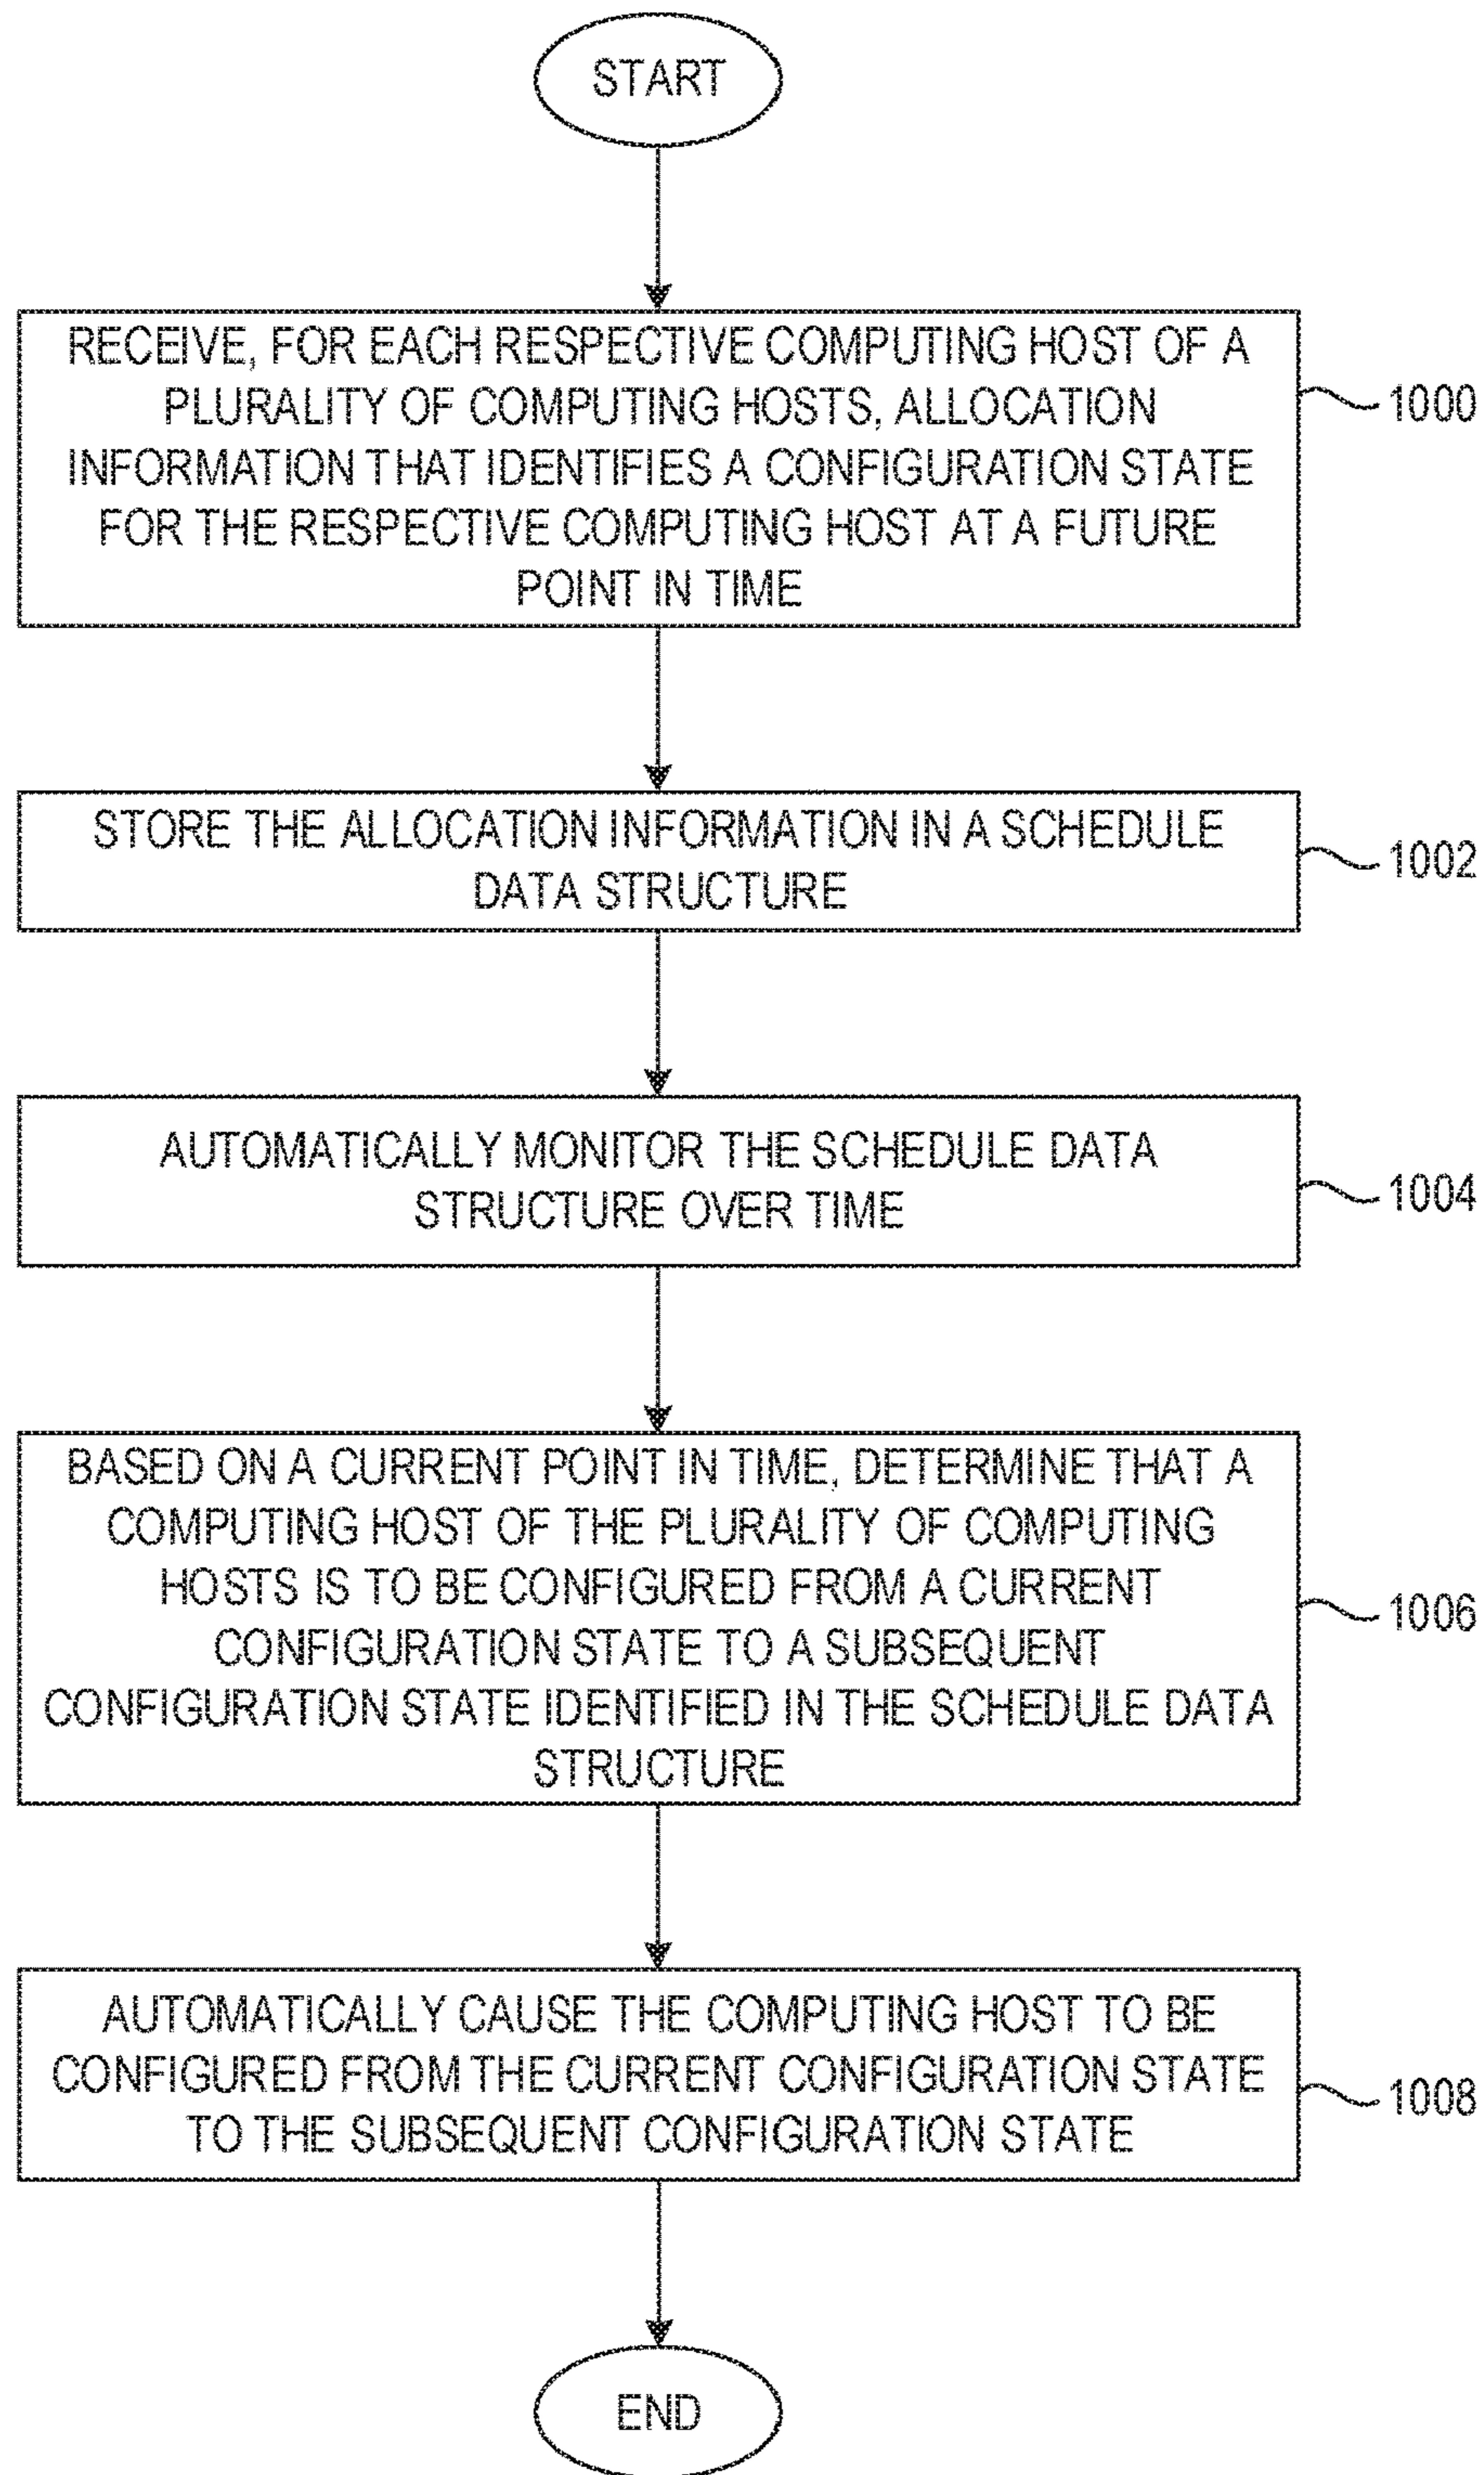 START
RECEIVE, FOR EACH RESPECTIVE COMPUTING HOST OF A
PLURALITY OF COMPUTING HOSTS, ALLOCATION
INFORMATION THAT IDENTIFIES A CONFIGURATION STATE
FOR THE RESPECTIVE COMPUTING HOST AT A FUTURE
POINT IN TIME
1000
STORE THE ALLOCATION INFORMATION IN A SCHEDULE
DATA STRUCTURE
1002
AUTOMATICALLY MONITOR THE SCHEDULE DATA
STRUCTURE OVER TIME
1004
BASED ON A CURRENT POINT IN TIME, DETERMINE THAT A
COMPUTING HOST OF THE PLURALITY OF COMPUTING
HOSTS IS TO BE CONFIGURED FROM A CURRENT
CONFIGURATION STATE TO A SUBSEQUENT
CONFIGURATION STATE IDENTIFIED IN THE SCHEDULE DATA
STRUCTURE
1006
AUTOMATICALLY CAUSE THE COMPUTING HOST TO BE
CONFIGURED FROM THE CURRENT CONFIGURATION STATE
TO THE SUBSEQUENT CONFIGURATION STATE
1008
END